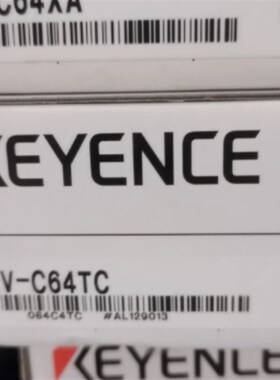 C64XA
KEYENCE
V-C64TC
064C4TC #AL129013
KEYENCE